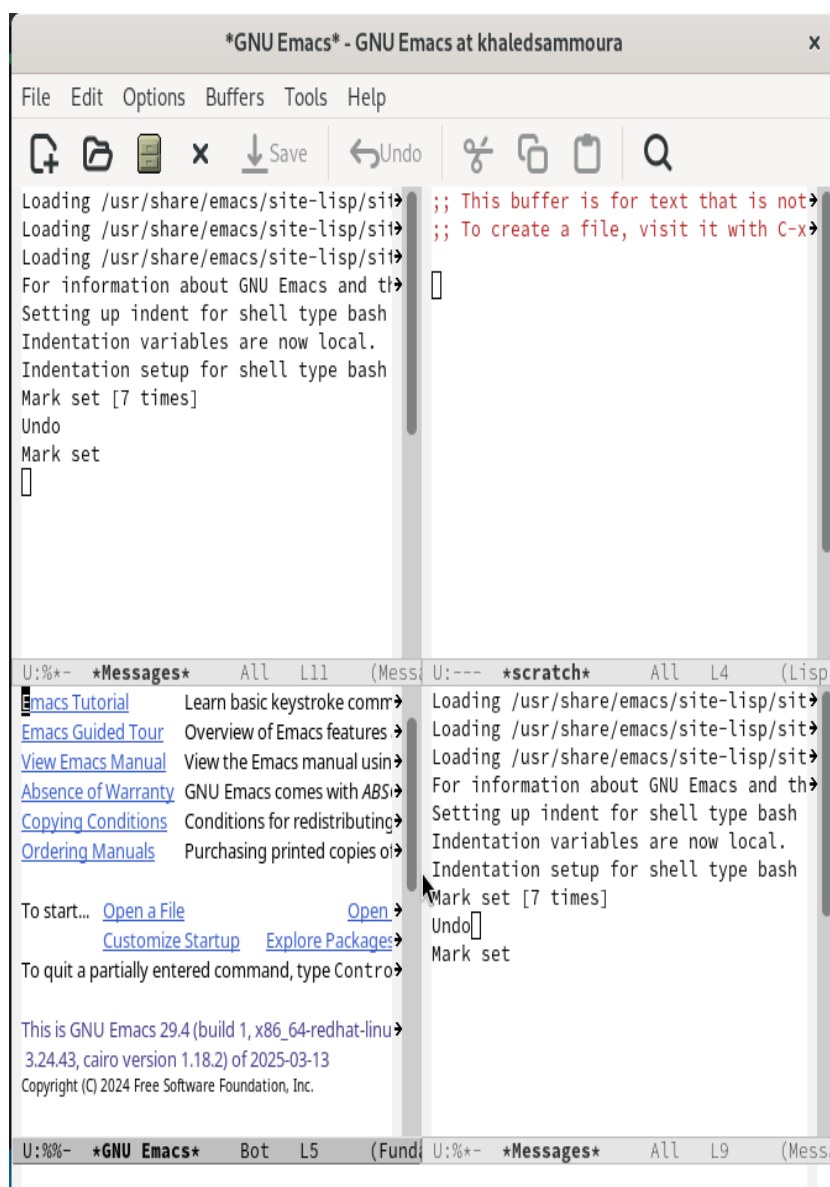 *GNU Emacs* - GNU Emacs at khaledsammoura
File Edit Options Buffers Tools Help
Save Undo
Loading /usr/share/emacs/site-lisp/sit
Loading /usr/share/emacs/site-lisp/sit
Loading /usr/share/emacs/site-lisp/sit
For information about GNU Emacs and th
Setting up indent for shell type bash
Indentation variables are now local.
Indentation setup for shell type bash
Mark set [7 times]
Undo
Mark set
U:%*- *Messages* All L11 (Mess
;; This buffer is for text that is not
;; To create a file, visit it with C-x
U:--- *scratch* All L4 (Lisp
Emacs Tutorial Learn basic keystroke comm
Emacs Guided Tour Overview of Emacs features
View Emacs Manual View the Emacs manual usin
Absence of Warranty GNU Emacs comes with ABS
Copying Conditions Conditions for redistributing
Ordering Manuals Purchasing printed copies of
To start... Open a File Open
Customize Startup Explore Packages
To quit a partially entered command, type Contro
This is GNU Emacs 29.4 (build 1, x86_64-redhat-linu
3.24.43, cairo version 1.18.2) of 2025-03-13
Copyright (C) 2024 Free Software Foundation, Inc.
U:%%- *GNU Emacs* Bot L5 (Funda
Loading /usr/share/emacs/site-lisp/sit
Loading /usr/share/emacs/site-lisp/sit
Loading /usr/share/emacs/site-lisp/sit
For information about GNU Emacs and th
Setting up indent for shell type bash
Indentation variables are now local.
Indentation setup for shell type bash
Mark set [7 times]
Undo
Mark set
U:%*- *Messages* All L9 (Mess